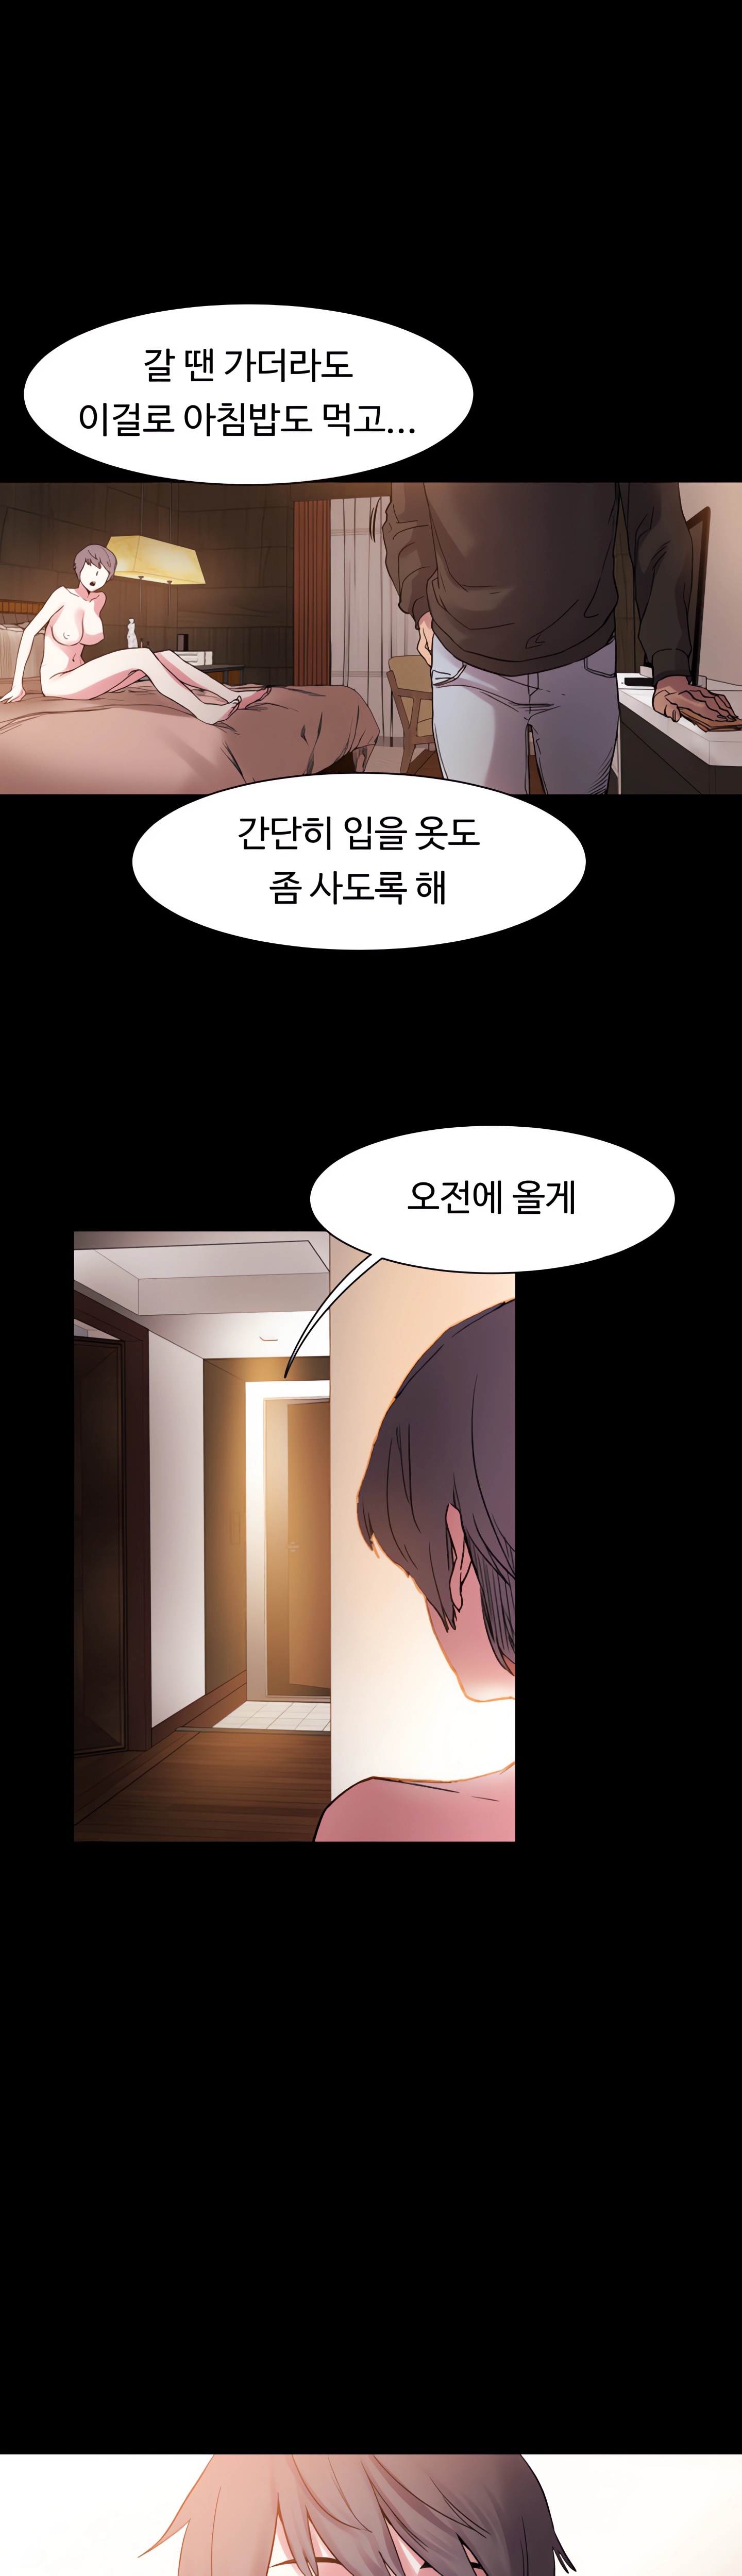 갈 땐 가더라도
이걸로 아침밥도 먹고...
간단히 입을 옷도
좀 사도록 해
오전에 올게